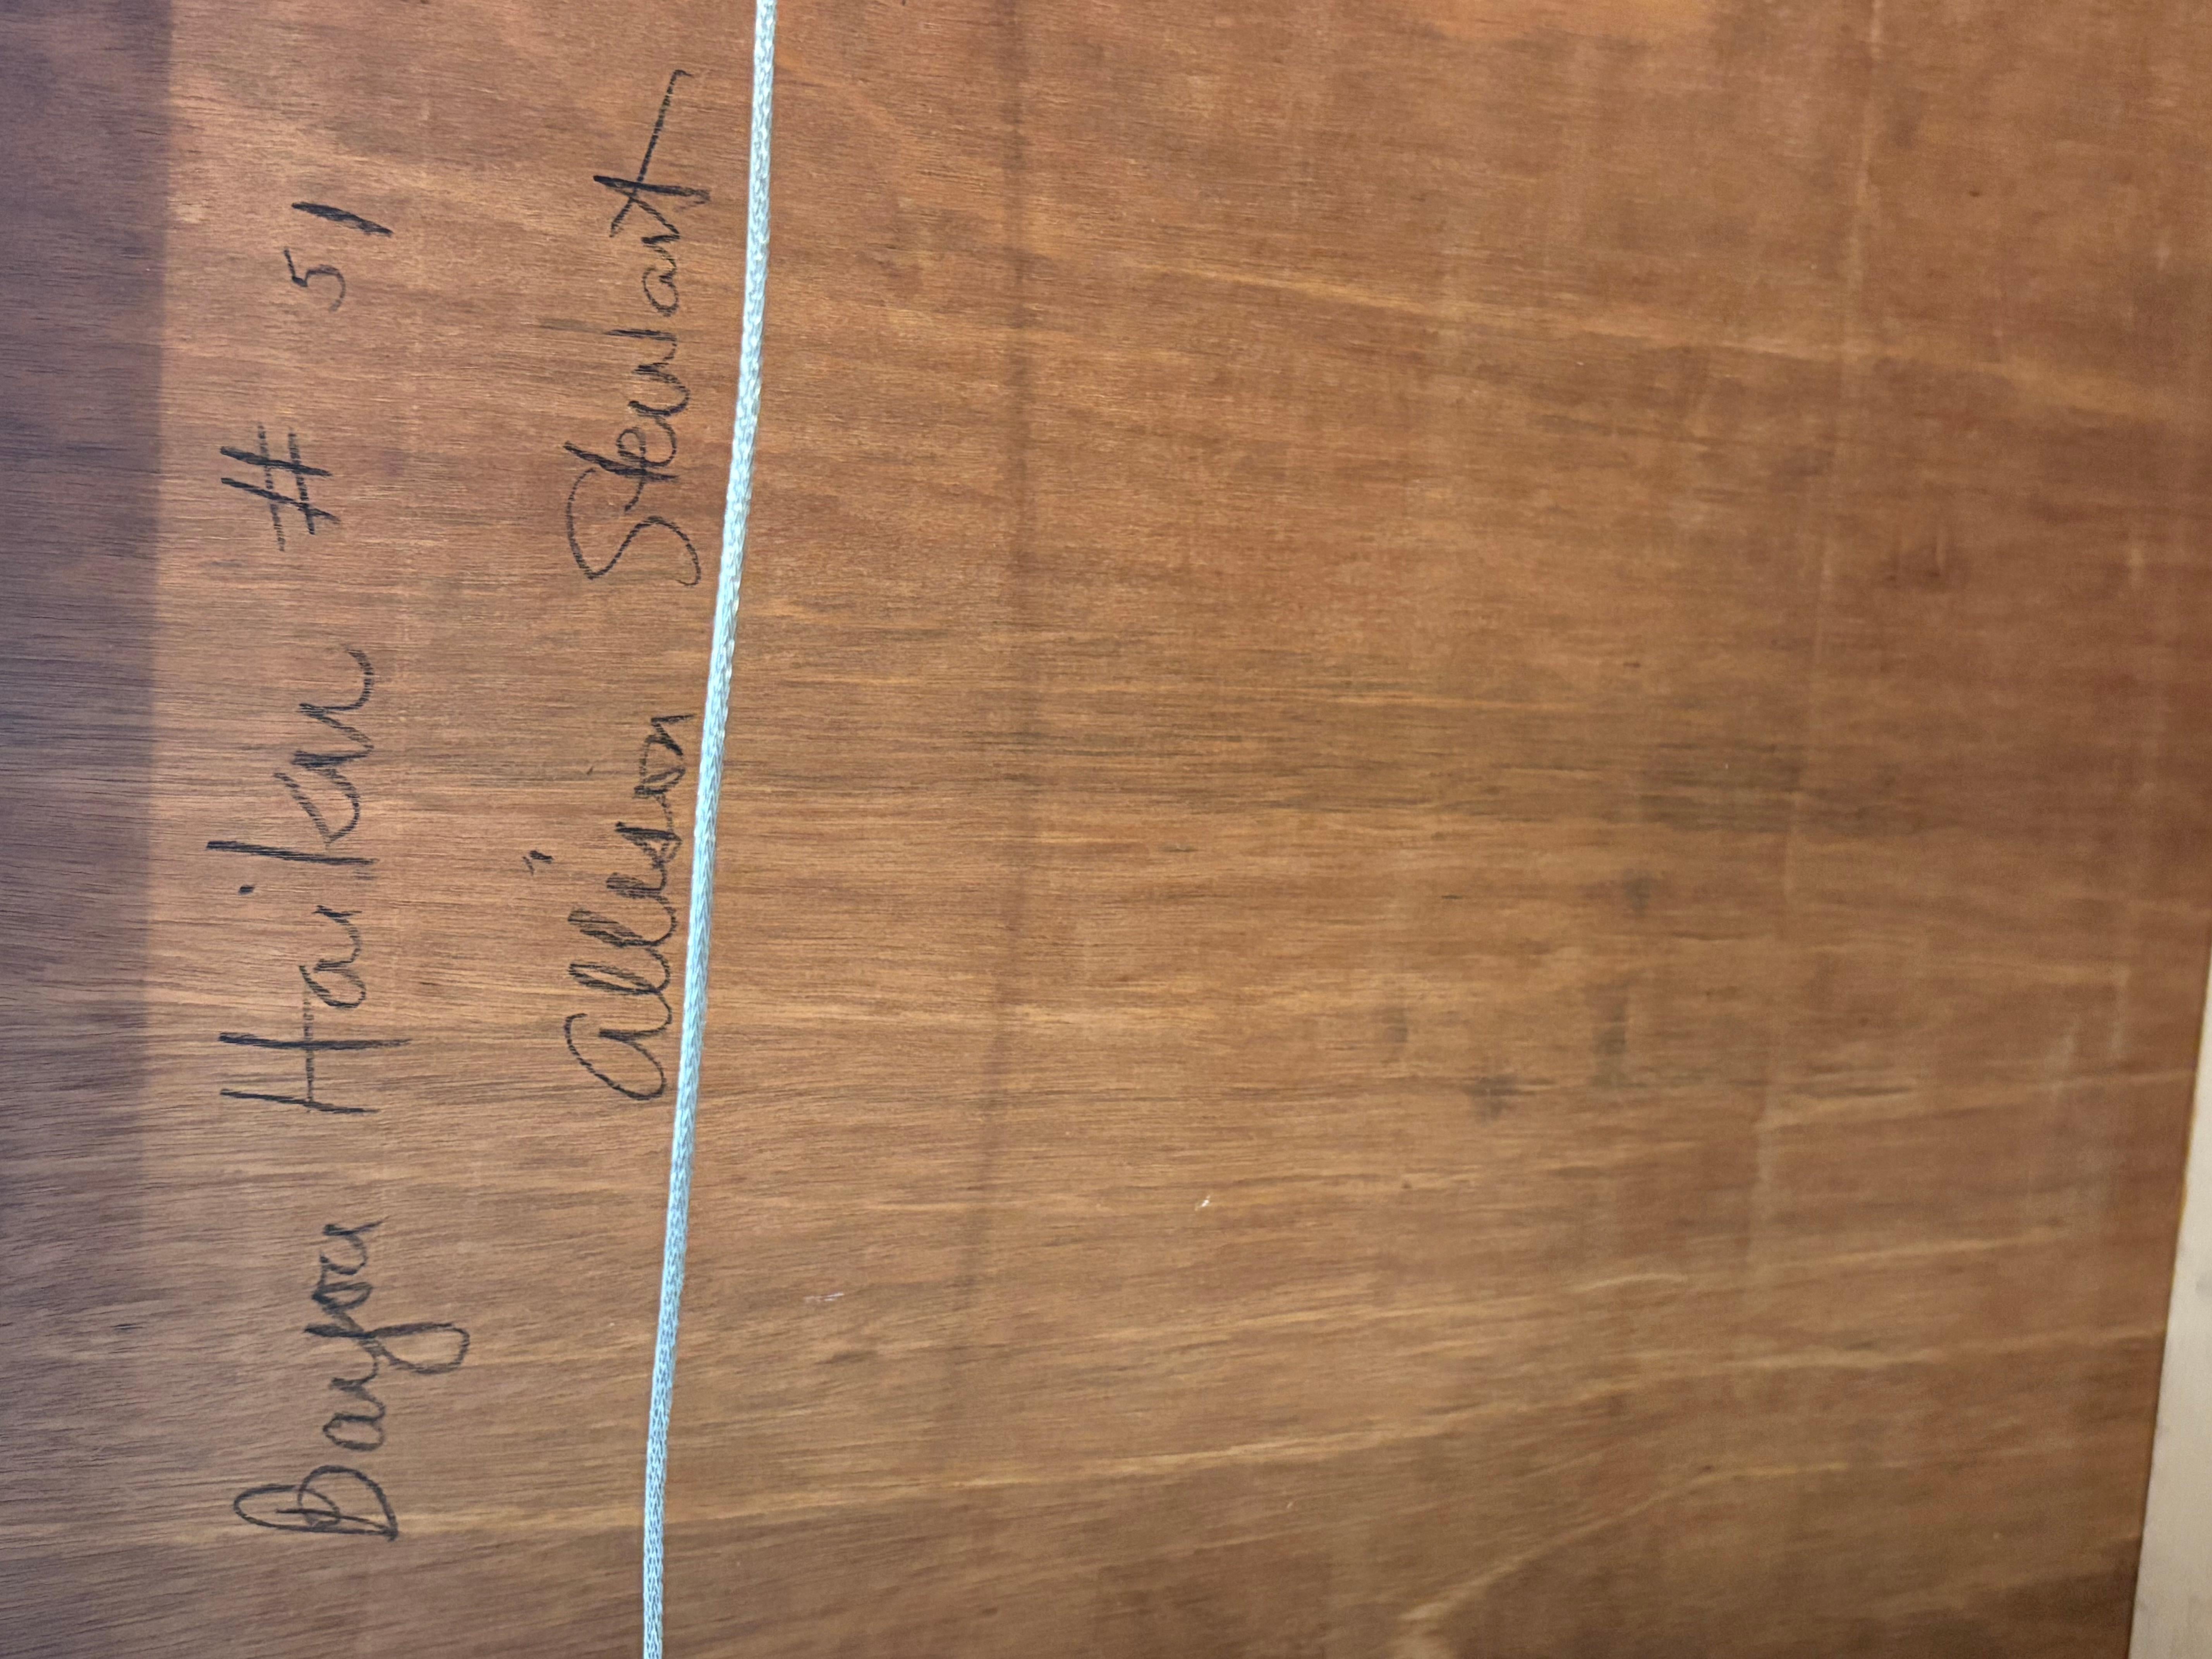 Bayou Haiku # 51
Allison Stewart